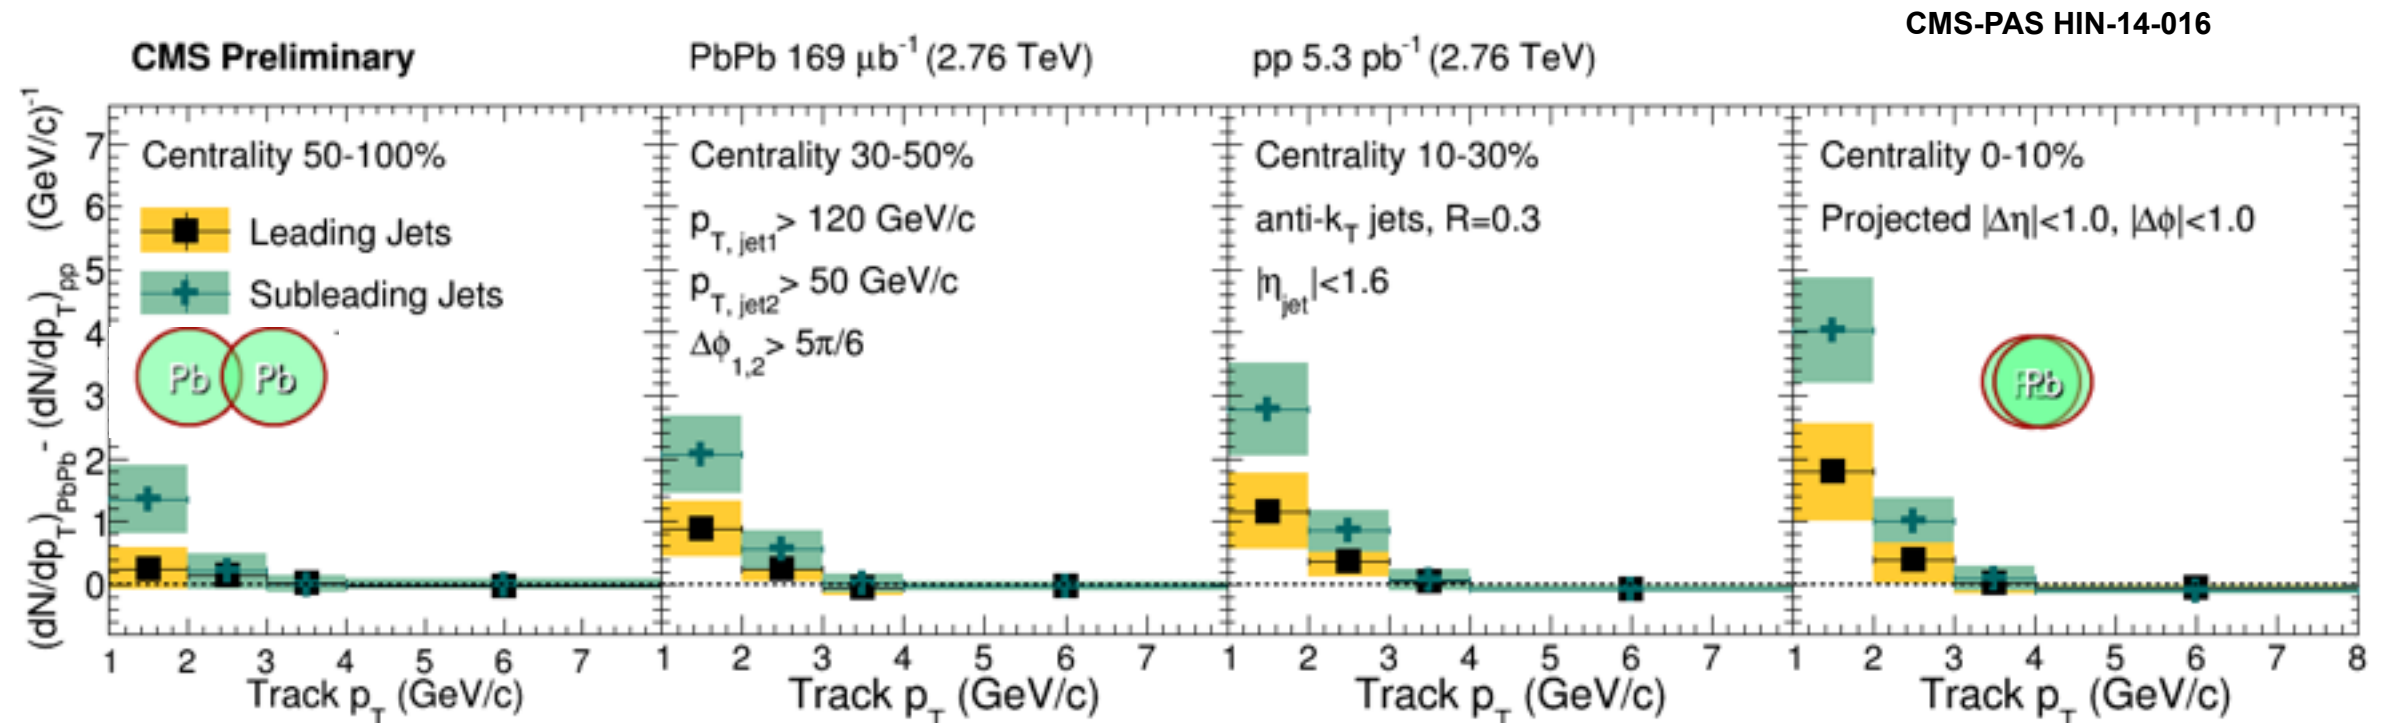 CMS-PAS HIN-14-016
CMS Preliminary
PbPb 169 μb⁻¹ (2.76 TeV)
pp 5.3 pb⁻¹ (2.76 TeV)
(dN/dp_T)_PbPb - (dN/dp_T)_pp (GeV/c)⁻¹
7
6
5
4
3
2
1
0
Centrality 50-100%
Leading Jets
Subleading Jets
Pb Pb
Centrality 30-50%
p_T, jet1 > 120 GeV/c
p_T, jet2 > 50 GeV/c
Δϕ_1,2 > 5π/6
Centrality 10-30%
anti-k_T jets, R=0.3
|η_jet|<1.6
Centrality 0-10%
Projected |Δη|<1.0, |Δϕ|<1.0
Pb
1 2 3 4 5 6 7
1 2 3 4 5 6 7
1 2 3 4 5 6 7
1 2 3 4 5 6 7 8
Track p_T (GeV/c)
Track p_T (GeV/c)
Track p_T (GeV/c)
Track p_T (GeV/c)